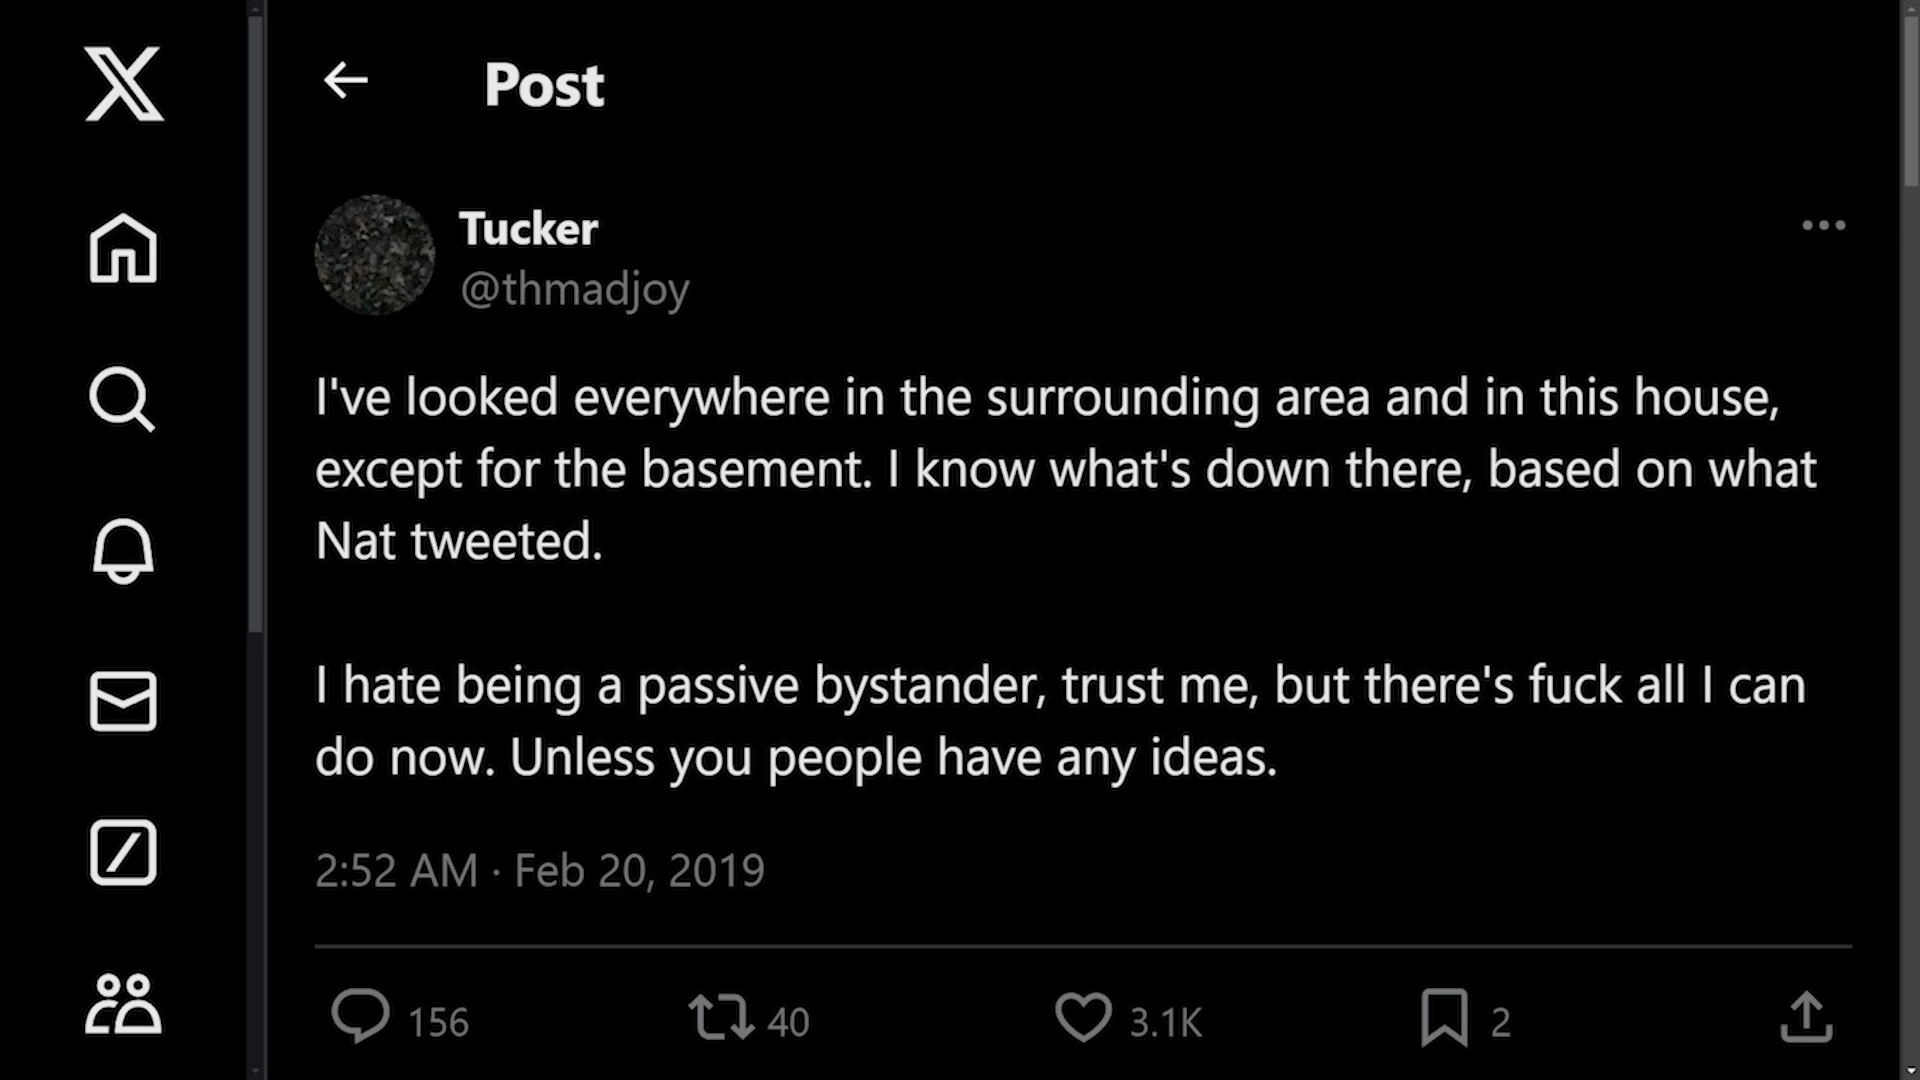 Post
Tucker
@thmadjoy
I've looked everywhere in the surrounding area and in this house,
except for the basement. I know what's down there, based on what
Nat tweeted.
I hate being a passive bystander, trust me, but there's fuck all I can
do now. Unless you people have any ideas.
2:52 AM · Feb 20, 2019
156 40 3.1K 2